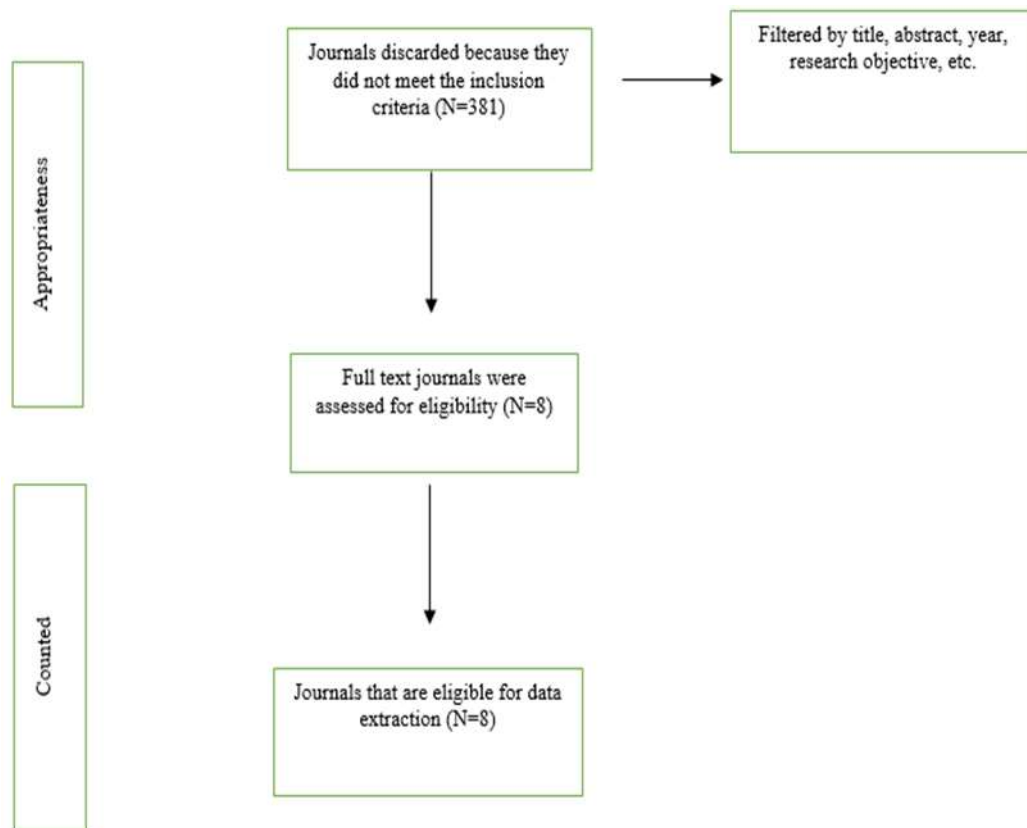 Journals discarded because they
did not meet the inclusion
criteria (N=381)
Filtered by title, abstract, year,
research objective, etc.
Appropriateness
Full text journals were
assessed for eligibility (N=8)
Counted
Journals that are eligible for data
extraction (N=8)